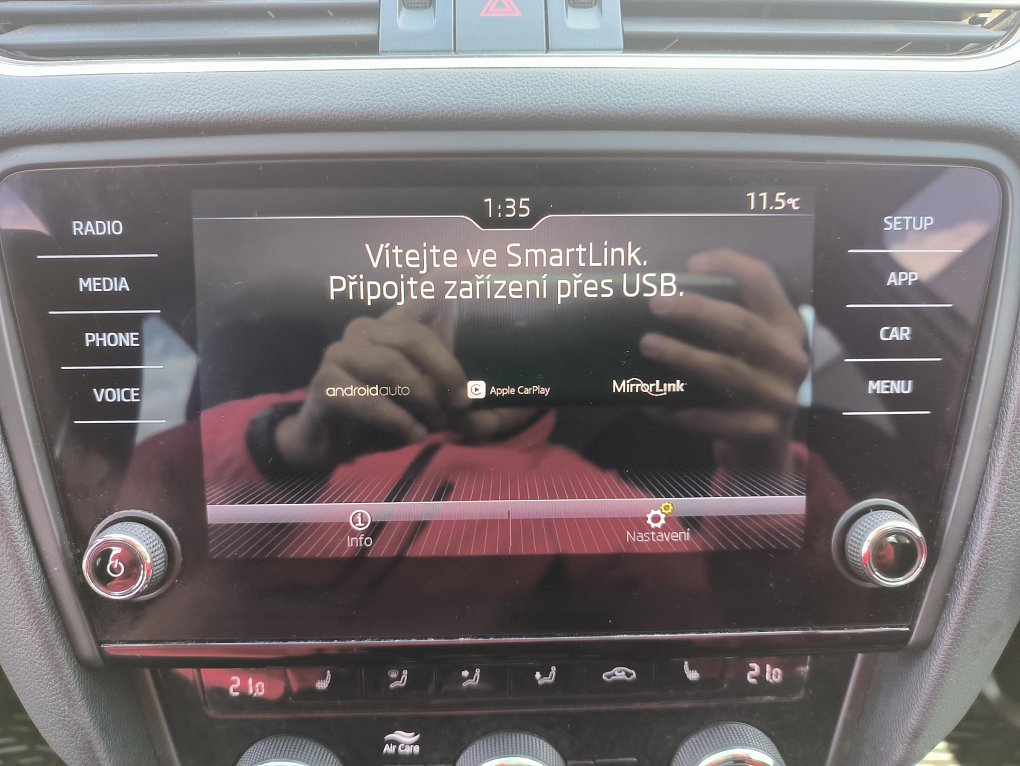 1:35
11.5°C
RADIO
MEDIA
PHONE
VOICE
Vítejte ve SmartLink.
Připojte zařízení přes USB.
androidauto
Apple CarPlay
MirrorLink
Info
Nastavení
SETUP
APP
CAR
MENU
21.0
21.0
Air Care